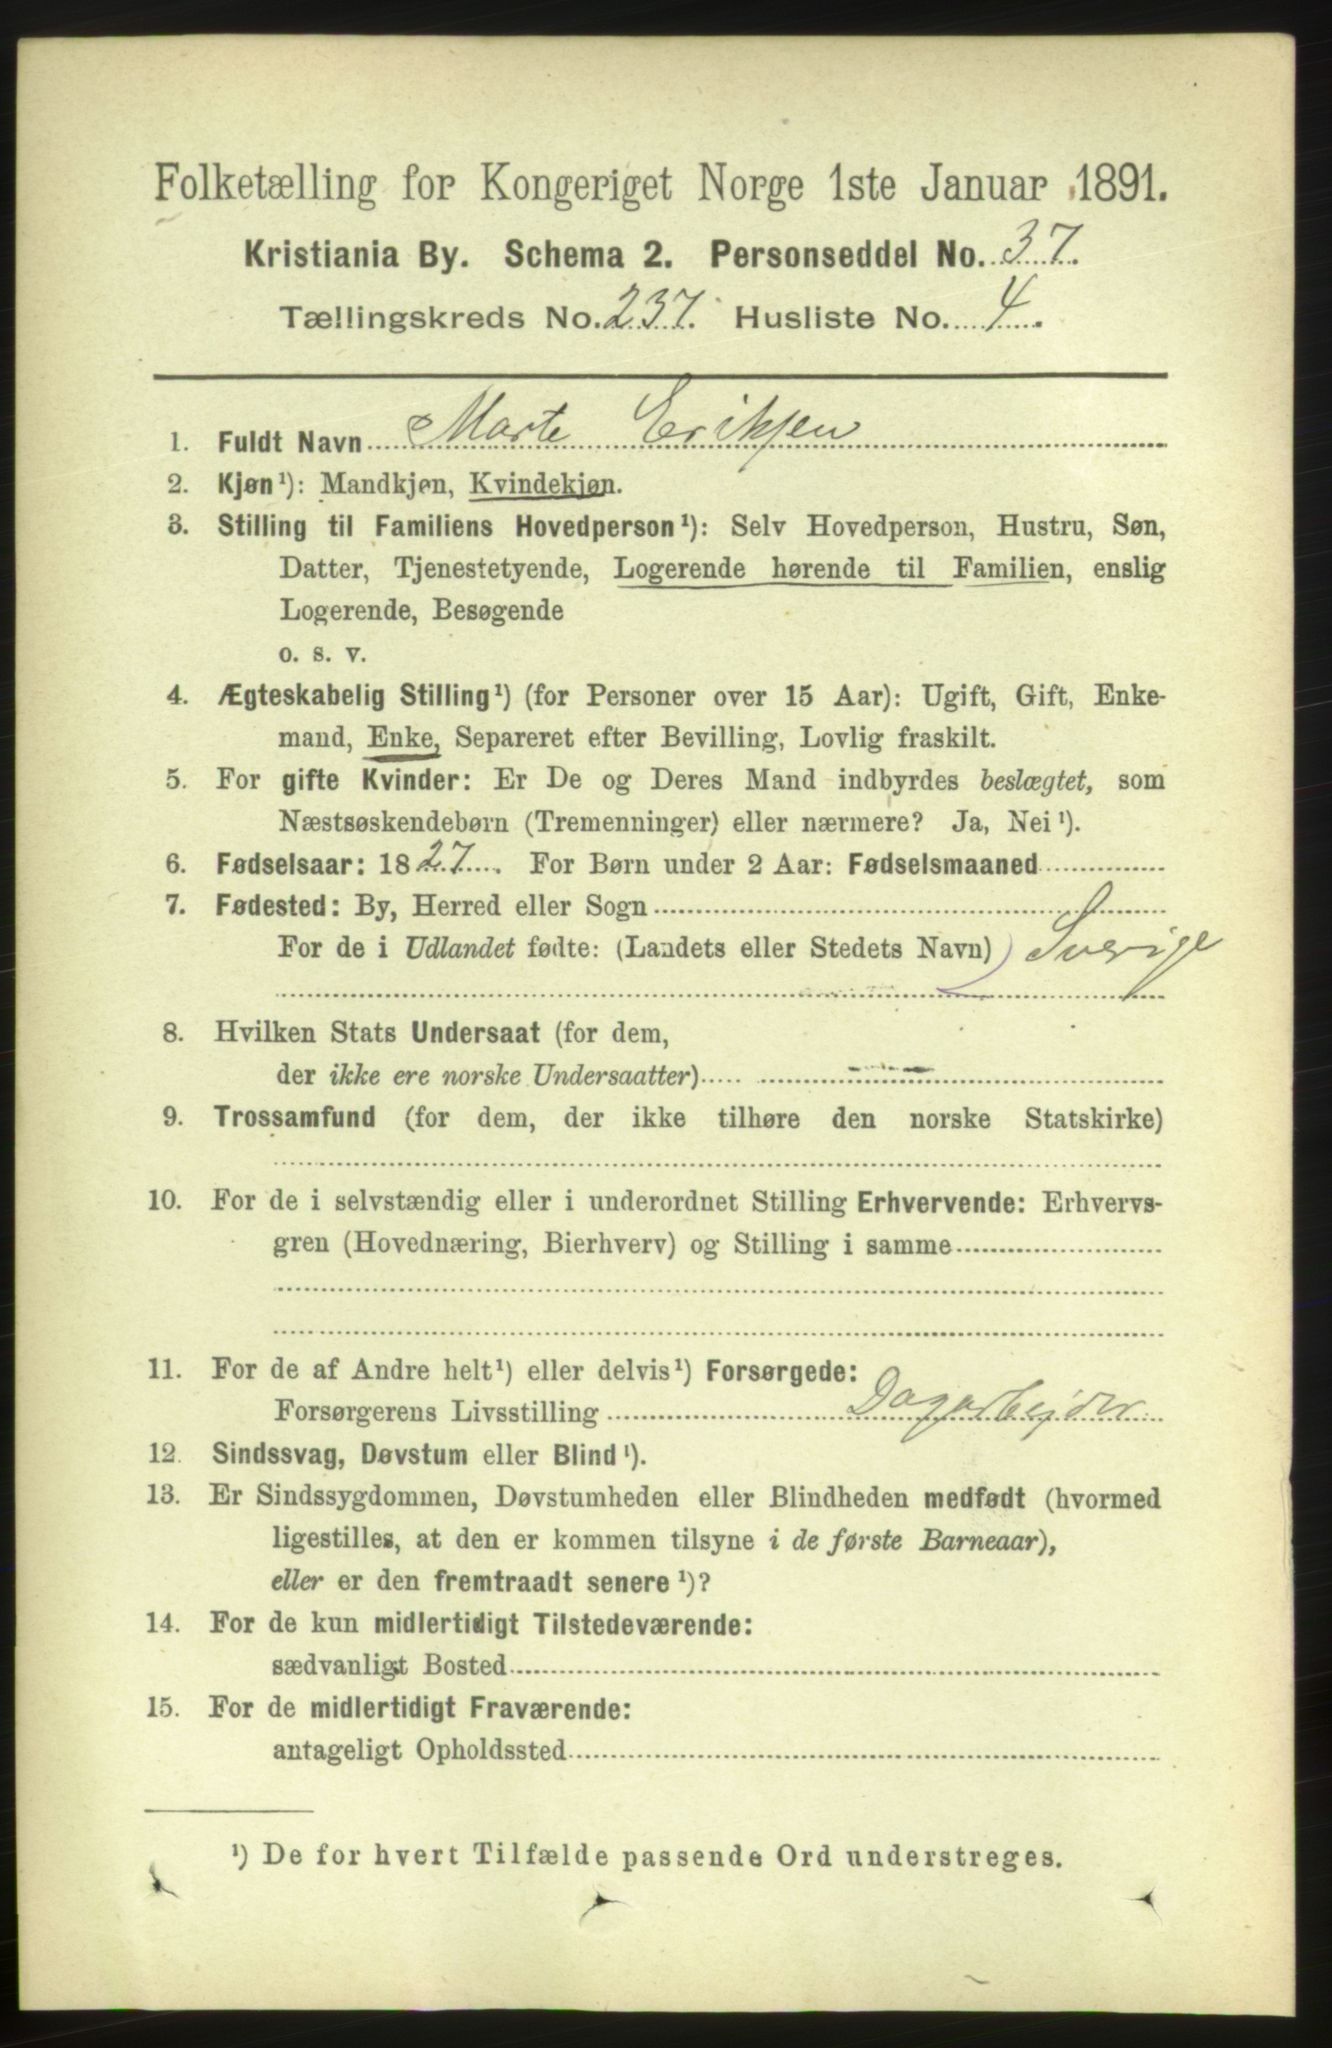 Folketælling for Kongeriget Norge 1ste Januar 1891.
Kristiania By. Schema 2. Personseddel No. 37.
Tællingskreds No. 237. Husliste No. 4.
1. Fuldt Navn Marte Eriksen
2. Kjøn¹): Mandkjøn, Kvindekjøn.
3. Stilling til Familiens Hovedperson¹): Selv Hovedperson, Hustru, Søn,
Datter, Tjenestetyende, Logerende hørende til Familien, enslig
Logerende, Besøgende
o. s. v.
4. Ægteskabelig Stilling¹) (for Personer over 15 Aar): Ugift, Gift, Enke-
mand, Enke, Separeret efter Bevilling, Lovlig fraskilt.
5. For gifte Kvinder: Er De og Deres Mand indbyrdes beslægtet, som
Næstsøskendebørn (Tremenninger) eller nærmere? Ja, Nei¹).
6. Fødselsaar: 1827. For Børn under 2 Aar: Fødselsmaaned
7. Fødested: By, Herred eller Sogn
For de i Udlandet fødte: (Landets eller Stedets Navn) Sverige
8. Hvilken Stats Undersaat (for dem,
der ikke ere norske Undersaatter)
9. Trossamfund (for dem, der ikke tilhøre den norske Statskirke)
10. For de i selvstændig eller i underordnet Stilling Erhvervende: Erhvervs-
gren (Hovednæring, Bierhverv) og Stilling i samme
11. For de af Andre helt¹) eller delvis¹) Forsørgede:
Forsørgerens Livsstilling Dagarbejder
12. Sindssvag, Døvstum eller Blind¹).
13. Er Sindssygdommen, Døvstumheden eller Blindheden medfødt (hvormed
ligestilles, at den er kommen tilsyne i de første Barneaar),
eller er den fremtraadt senere¹)?
14. For de kun midlertidigt Tilstedeværende:
sædvanligt Bosted
15. For de midlertidigt Fraværende:
antageligt Opholdssted
¹) De for hvert Tilfælde passende Ord understreges.